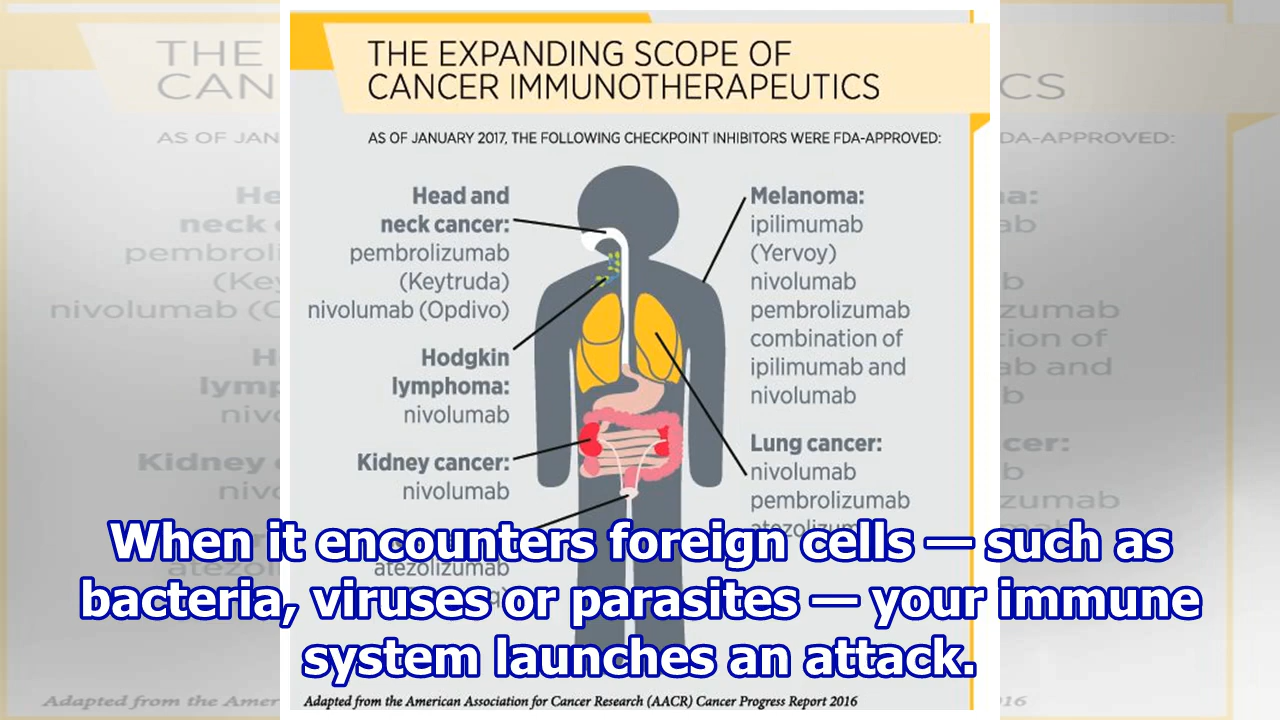 THE EXPANDING SCOPE OF
CANCER IMMUNOTHERAPEUTICS
AS OF JANUARY 2017, THE FOLLOWING CHECKPOINT INHIBITORS WERE FDA-APPROVED:
Head and
neck cancer:
pembrolizumab
(Keytruda)
nivolumab (Opdivo)
Hodgkin
lymphoma:
nivolumab
Kidney cancer:
nivolumab
atezolizumab
Melanoma:
ipilimumab
(Yervoy)
nivolumab
pembrolizumab
combination of
ipilimumab and
nivolumab
Lung cancer:
nivolumab
pembrolizumab
atezolizumab
When it encounters foreign cells — such as
bacteria, viruses or parasites — your immune
system launches an attack.
Adapted from the American Association for Cancer Research (AACR) Cancer Progress Report 2016